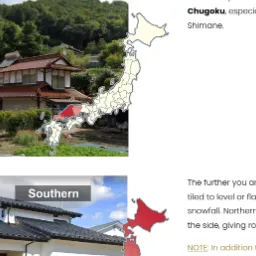 Chugoku, especi
Shimane.
Southern
The further you ar
tiled to level or fl
snowfall. Northern
the side, giving ro
NOTE: In addition